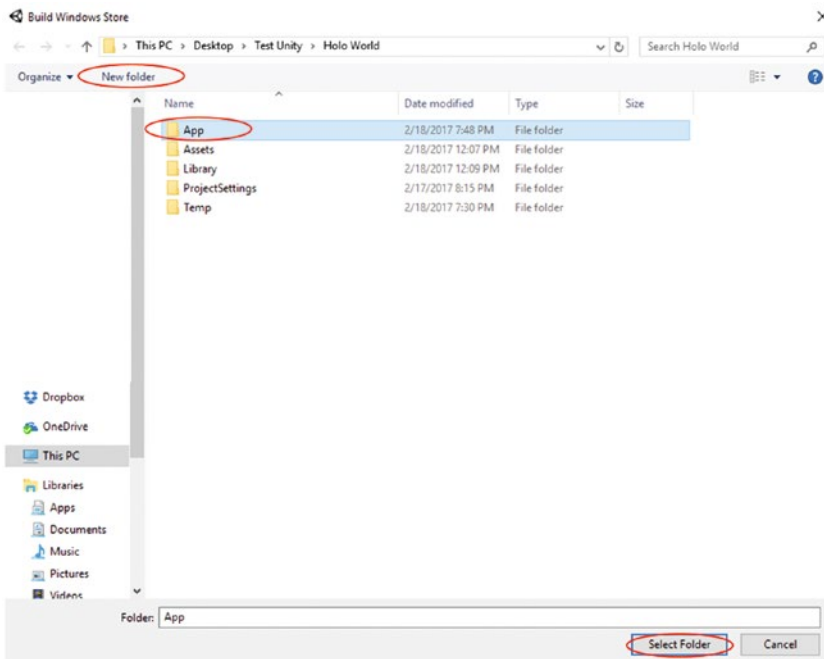 Build Windows Store
This PC > Desktop > Test Unity > Holo World
Search Holo World
Organize
New folder
Name Date modified Type Size
App 2/18/2017 7:48 PM File folder
Assets 2/18/2017 12:07 PM File folder
Library 2/18/2017 12:09 PM File folder
ProjectSettings 2/17/2017 8:15 PM File folder
Temp 2/18/2017 7:30 PM File folder
Dropbox
OneDrive
This PC
Libraries
Apps
Documents
Music
Pictures
Videos
Folder: App
Select Folder Cancel